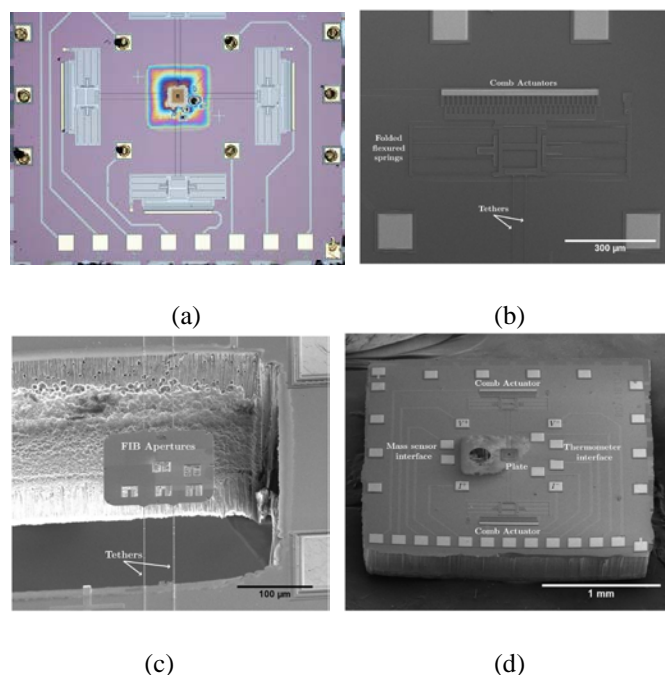 (a)
Comb Actuators
Folded
flexured
springs
Tethers
300 μm
(b)
FIB Apertures
Tethers
100 μm
(c)
Comb Actuator
Mass sensor
interface
Thermometer
interface
Plate
Comb Actuator
1 mm
(d)